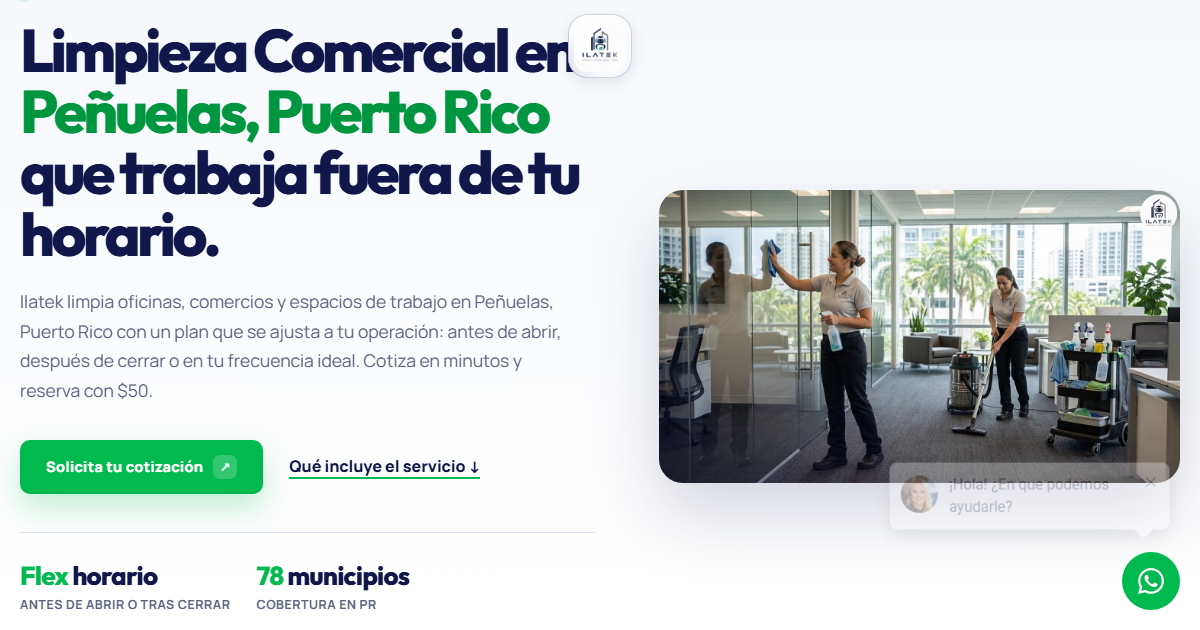 Limpieza Comercial en
ILATEK
Peñuelas, Puerto Rico
que trabaja fuera de tu
horario.
Ilatek limpia oficinas, comercios y espacios de trabajo en Peñuelas,
Puerto Rico con un plan que se ajusta a tu operación: antes de abrir,
después de cerrar o en tu frecuencia ideal. Cotiza en minutos y
reserva con $50.
Solicita tu cotización ↗
Qué incluye el servicio ↓
Flex horario
ANTES DE ABRIR O TRAS CERRAR
78 municipios
COBERTURA EN PR
ILATEK
¡Hola! ¿En que podemos
ayudarle?